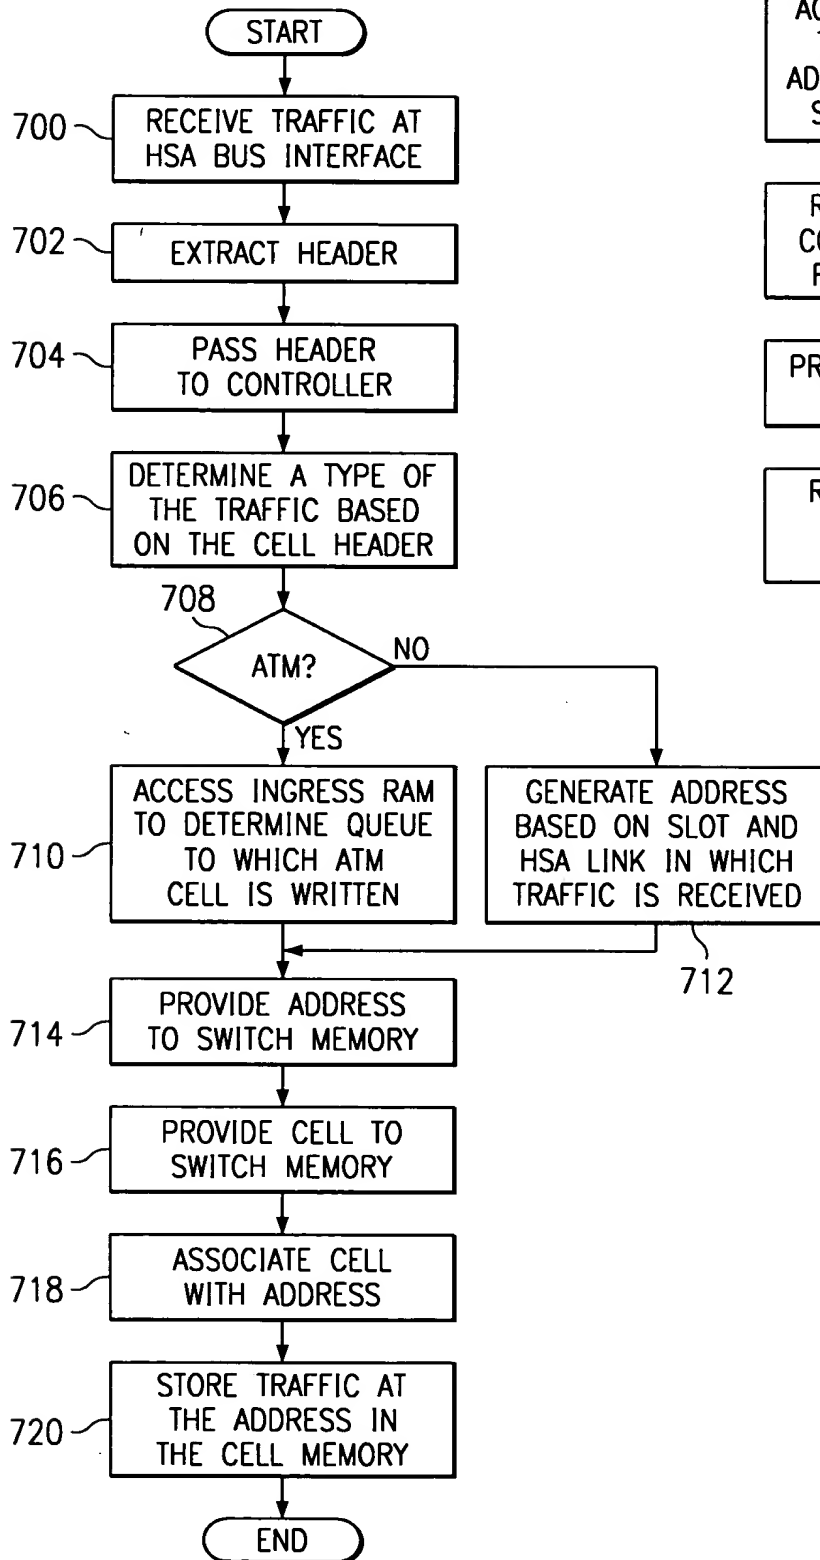 START
700
RECEIVE TRAFFIC AT
HSA BUS INTERFACE
702
EXTRACT HEADER
704
PASS HEADER
TO CONTROLLER
706
DETERMINE A TYPE OF
THE TRAFFIC BASED
ON THE CELL HEADER
708
ATM?
NO
YES
710
ACCESS INGRESS RAM
TO DETERMINE QUEUE
TO WHICH ATM
CELL IS WRITTEN
GENERATE ADDRESS
BASED ON SLOT AND
HSA LINK IN WHICH
TRAFFIC IS RECEIVED
712
714
PROVIDE ADDRESS
TO SWITCH MEMORY
716
PROVIDE CELL TO
SWITCH MEMORY
718
ASSOCIATE CELL
WITH ADDRESS
720
STORE TRAFFIC AT
THE ADDRESS IN
THE CELL MEMORY
END